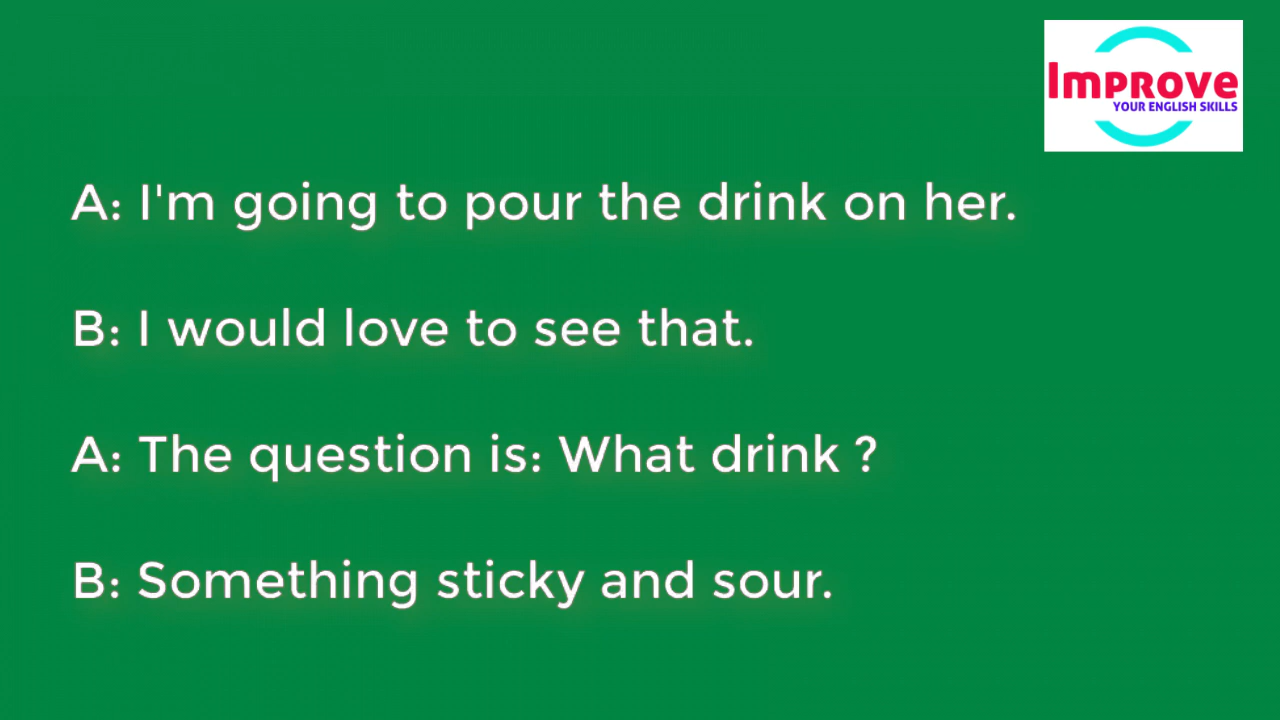 Improve
YOUR ENGLISH SKILLS
A: I'm going to pour the drink on her.
B: I would love to see that.
A: The question is: What drink ?
B: Something sticky and sour.